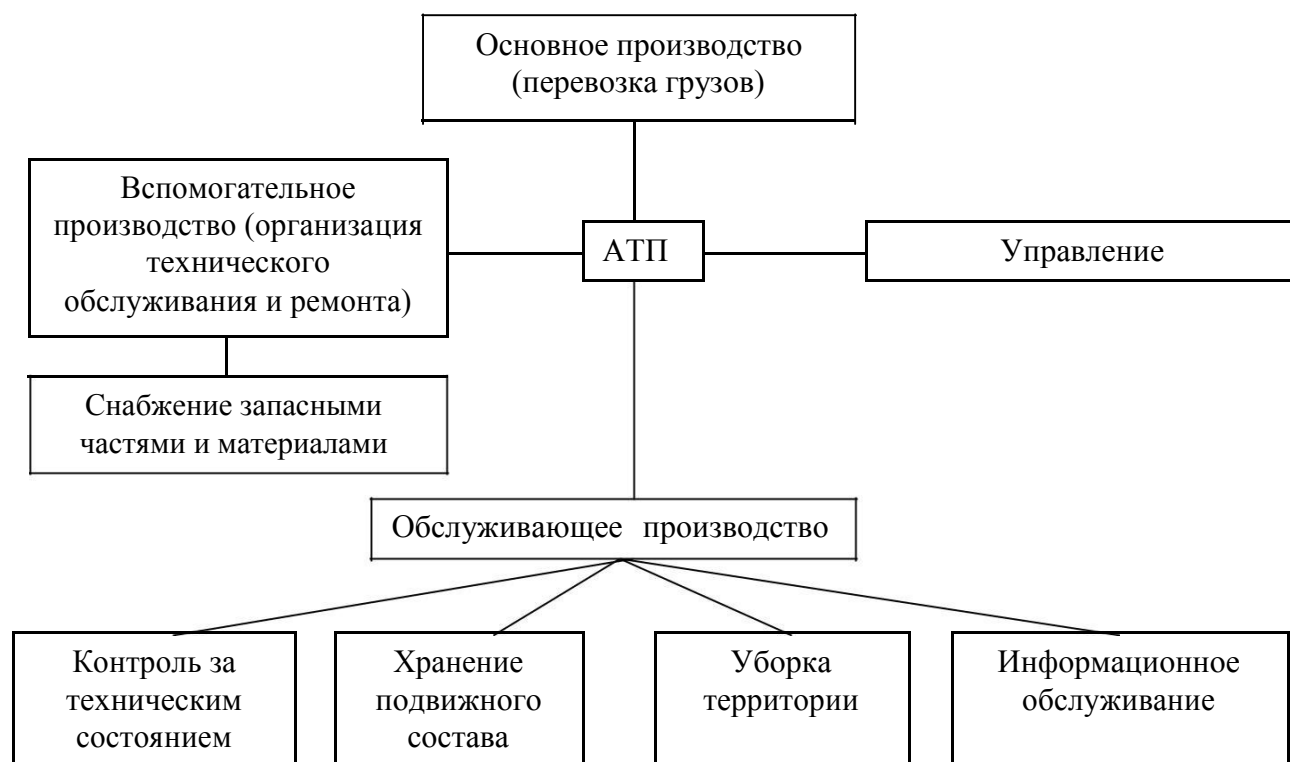 Основное производство
(перевозка грузов)
Вспомогательное
производство (организация
технического
обслуживания и ремонта)
АТП
Управление
Снабжение запасными
частями и материалами
Обслуживающее производство
Контроль за
техническим
состоянием
Хранение
подвижного
состава
Уборка
территории
Информационное
обслуживание